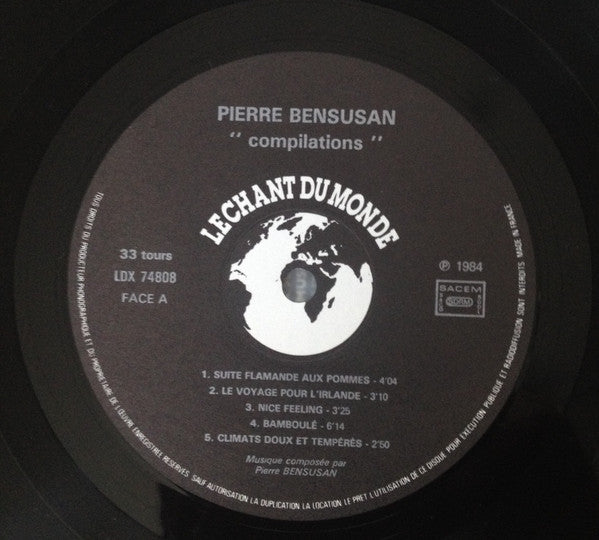 PIERRE BENSUSAN
" compilations "
LE CHANT DU MONDE
33 tours
LDX 74808
FACE A
℗ 1984
SACEM
SDRM
1. SUITE FLAMANDE AUX POMMES - 4'04
2. LE VOYAGE POUR L'IRLANDE - 3'10
3. NICE FEELING - 3'25
4. BAMBOULÉ - 6'14
5. CLIMATS DOUX ET TEMPÉRÉS - 2'50
Musique composée par
Pierre BENSUSAN
TOUS DROITS DU PRODUCTEUR PHONOGRAPHIQUE ET DU PROPRIETAIRE DE L'ŒUVRE ENREGISTREE RESERVES. SAUF AUTORISATION LA DUPLICATION LA LOCATION LE PRET L'UTILISATION DE CE DISQUE POUR EXECUTION PUBLIQUE ET RADIODIFFUSION SONT INTERDITS MADE IN FRANCE